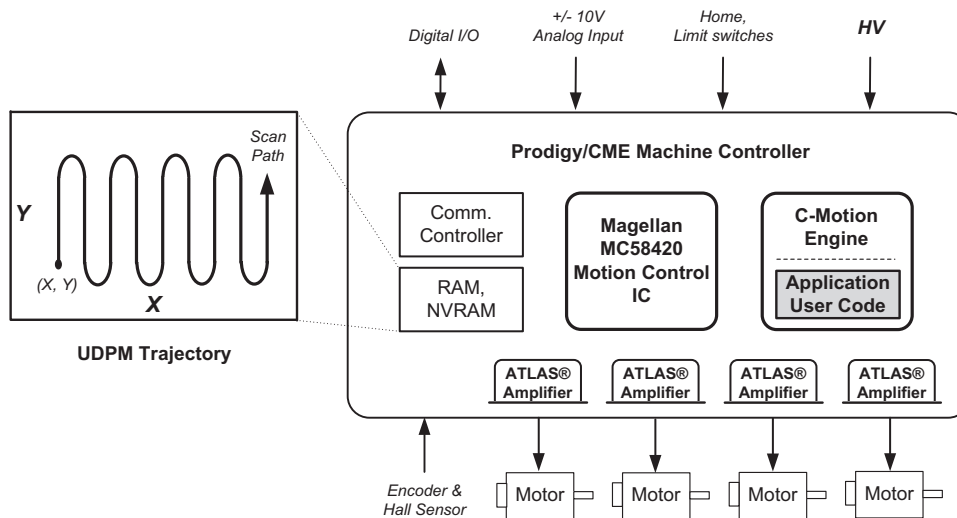 Digital I/O
+/- 10V
Analog Input
Home,
Limit switches
HV
Scan
Path
Y
(X, Y)
X
UDPM Trajectory
Prodigy/CME Machine Controller
Comm.
Controller
RAM,
NVRAM
Magellan
MC58420
Motion Control
IC
C-Motion
Engine
Application
User Code
ATLAS®
Amplifier
ATLAS®
Amplifier
ATLAS®
Amplifier
ATLAS®
Amplifier
Encoder &
Hall Sensor
Motor
Motor
Motor
Motor